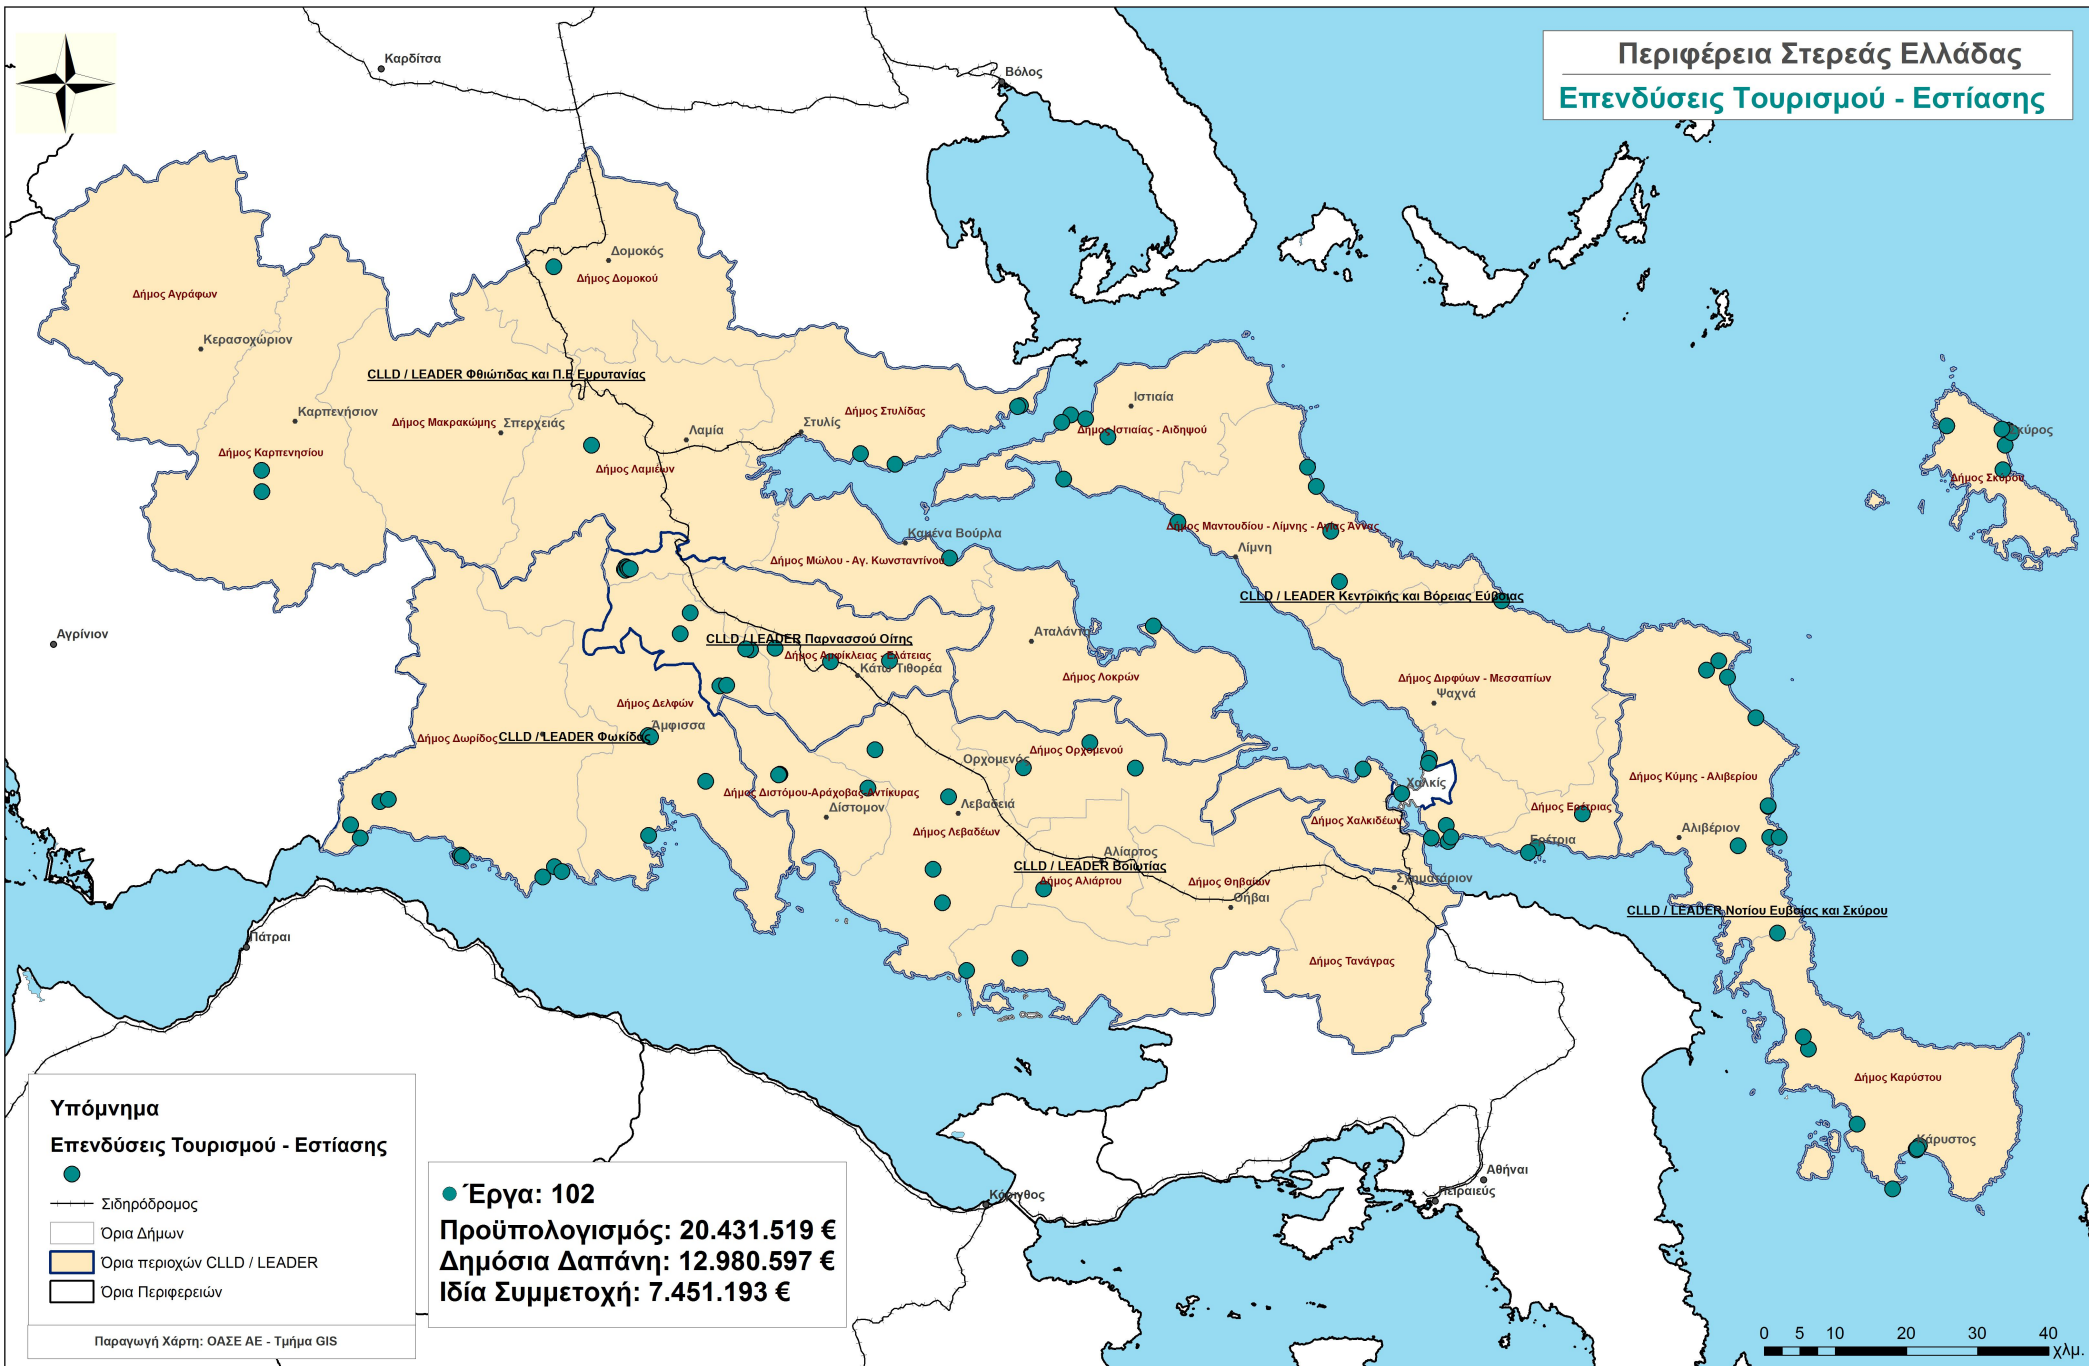 Περιφέρεια Στερεάς Ελλάδας
Επενδύσεις Τουρισμού - Εστίασης
Καρδίτσα
Βόλος
Δομοκός
Δήμος Δομοκού
Δήμος Αγράφων
Κερασοχώριον
CLLD / LEADER Φθιώτιδας και Π.Ε Ευρυτανίας
Καρπενήσιον
Δήμος Μακρακώμης
Σπερχειάς
Δήμος Καρπενησίου
Λαμία
Δήμος Λαμιέων
Στυλίς
Δήμος Στυλίδας
Ιστιαία
Δήμος Ιστιαίας - Αιδηψού
Σκύρος
Δήμος Σκύρου
Καμένα Βούρλα
Δήμος Μώλου - Αγ. Κωνσταντίνου
Δήμος Μαντουδίου - Λίμνης - Αγίας Άννας
Λίμνη
CLLD / LEADER Κεντρικής και Βόρειας Εύβοιας
Αγρίνιον
CLLD / LEADER Παρνασσού Οίτης
Δήμος Αμφίκλειας - Ελάτειας
Κάτω Τιθορέα
Αταλάντη
Δήμος Λοκρών
Δήμος Διρφύων - Μεσσαπίων
Ψαχνά
Δήμος Δελφών
Άμφισσα
Δήμος Δωρίδος
CLLD / LEADER Φωκίδας
Δήμος Ορχομενού
Ορχομενός
Δήμος Διστόμου-Αράχοβας-Αντίκυρας
Δίστομον
Λεβαδειά
Δήμος Λεβαδέων
Χαλκίς
Δήμος Χαλκιδέων
Δήμος Κύμης - Αλιβερίου
Δήμος Ερέτριας
Ερέτρια
Αλιβέριον
Αλίαρτος
CLLD / LEADER Βοιωτίας
Δήμος Αλιάρτου
Δήμος Θηβαίων
Θήβαι
Σχηματάριον
CLLD / LEADER Νοτίου Ευβοίας και Σκύρου
Πάτραι
Δήμος Τανάγρας
Δήμος Καρύστου
Κάρυστος
Κόρινθος
Αθήναι
Πειραιεύς
Υπόμνημα
Επενδύσεις Τουρισμού - Εστίασης
Σιδηρόδρομος
Όρια Δήμων
Όρια περιοχών CLLD / LEADER
Όρια Περιφερειών
Παραγωγή Χάρτη: ΟΑΣΕ ΑΕ - Τμήμα GIS
Έργα: 102
Προϋπολογισμός: 20.431.519 €
Δημόσια Δαπάνη: 12.980.597 €
Ιδία Συμμετοχή: 7.451.193 €
0 5 10 20 30 40
χλμ.